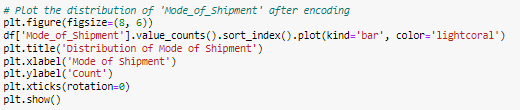 # Plot the distribution of 'Mode_of_Shipment' after encoding
plt.figure(figsize=(8, 6))
df['Mode_of_Shipment'].value_counts().sort_index().plot(kind='bar', color='lightcoral')
plt.title('Distribution of Mode of Shipment')
plt.xlabel('Mode of Shipment')
plt.ylabel('Count')
plt.xticks(rotation=0)
plt.show()